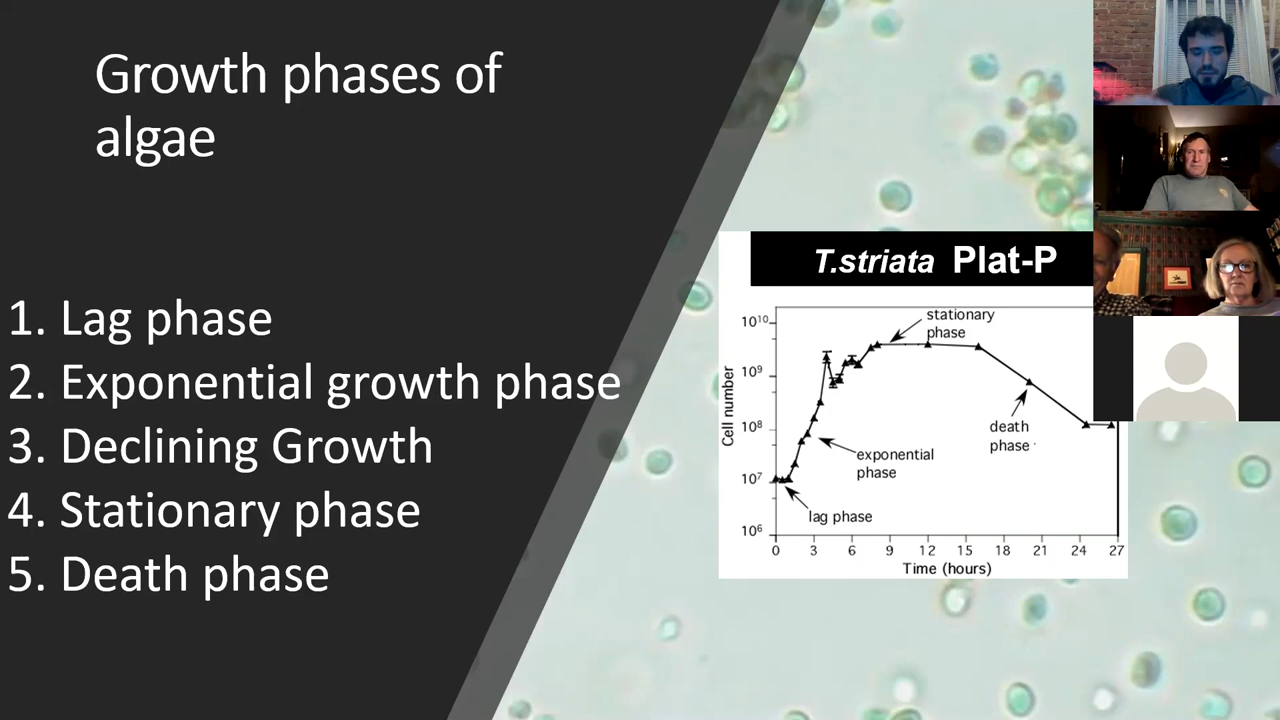 Growth phases of
algae
1. Lag phase
2. Exponential growth phase
3. Declining Growth
4. Stationary phase
5. Death phase
T.striata Plat-P
stationary
phase
death
phase
exponential
phase
lag phase
Cell number
10¹⁰
10⁹
10⁸
10⁷
10⁶
0 3 6 9 12 15 18 21 24 27
Time (hours)